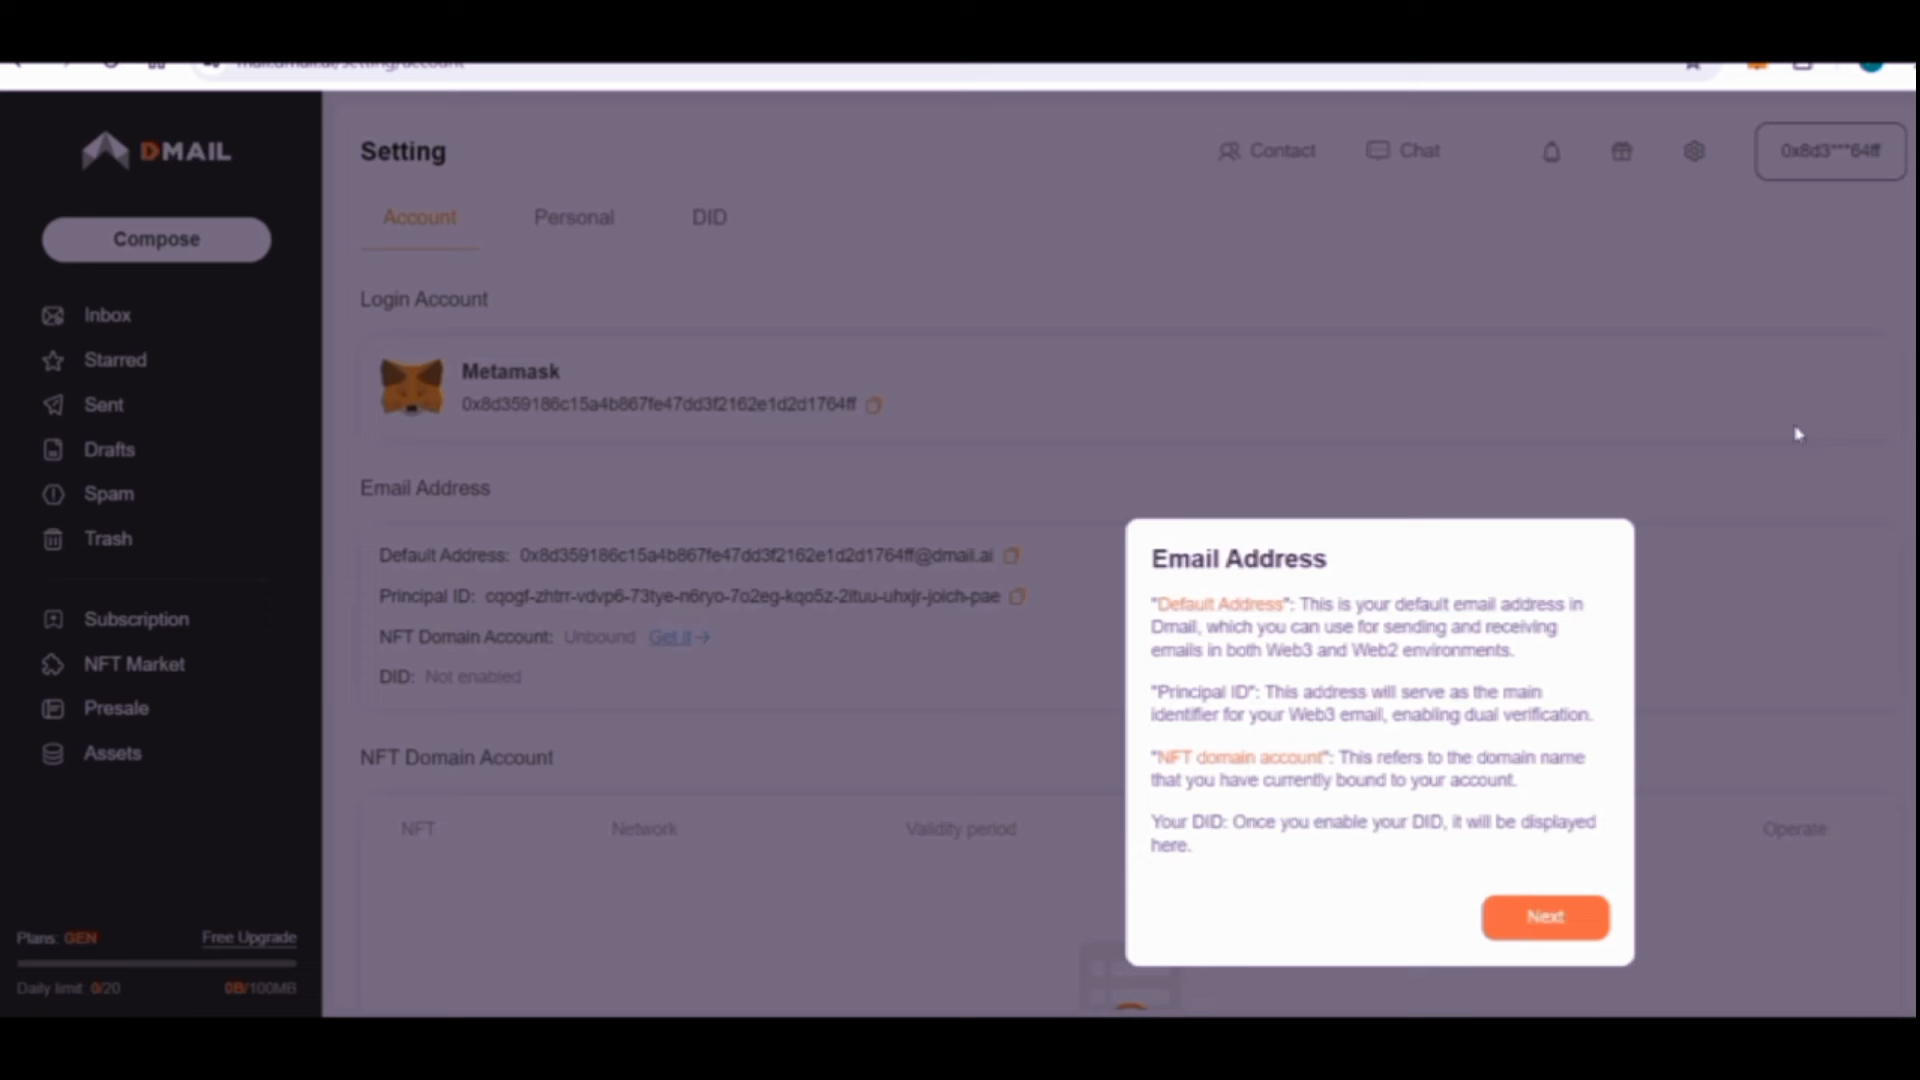 mail.dmail.ai/setting/account
DMAIL
Setting
Contact
Chat
0x8d3***64ff
Account
Personal
DID
Compose
Login Account
Inbox
Starred
Sent
Drafts
Spam
Trash
Metamask
0x8d359186c15a4b867fe47dd3f2162e1d2d1764ff
Email Address
Default Address: 0x8d359186c15a4b867fe47dd3f2162e1d2d1764ff@dmail.ai
Principal ID: cqogf-zhtrr-vdvp6-73tye-n6ryo-7o2eg-kqo5z-2ituu-uhxjr-joich-pae
NFT Domain Account: Unbound Get it
DID: Not enabled
Subscription
NFT Market
Presale
Assets
NFT Domain Account
NFT
Network
Validity period
Operate
Email Address
"Default Address": This is your default email address in
Dmail, which you can use for sending and receiving
emails in both Web3 and Web2 environments.
"Principal ID": This address will serve as the main
identifier for your Web3 email, enabling dual verification.
"NFT domain account": This refers to the domain name
that you have currently bound to your account.
Your DID: Once you enable your DID, it will be displayed
here.
Next
Plans: GEN
Free Upgrade
Daily limit 0/20
0B/100MB